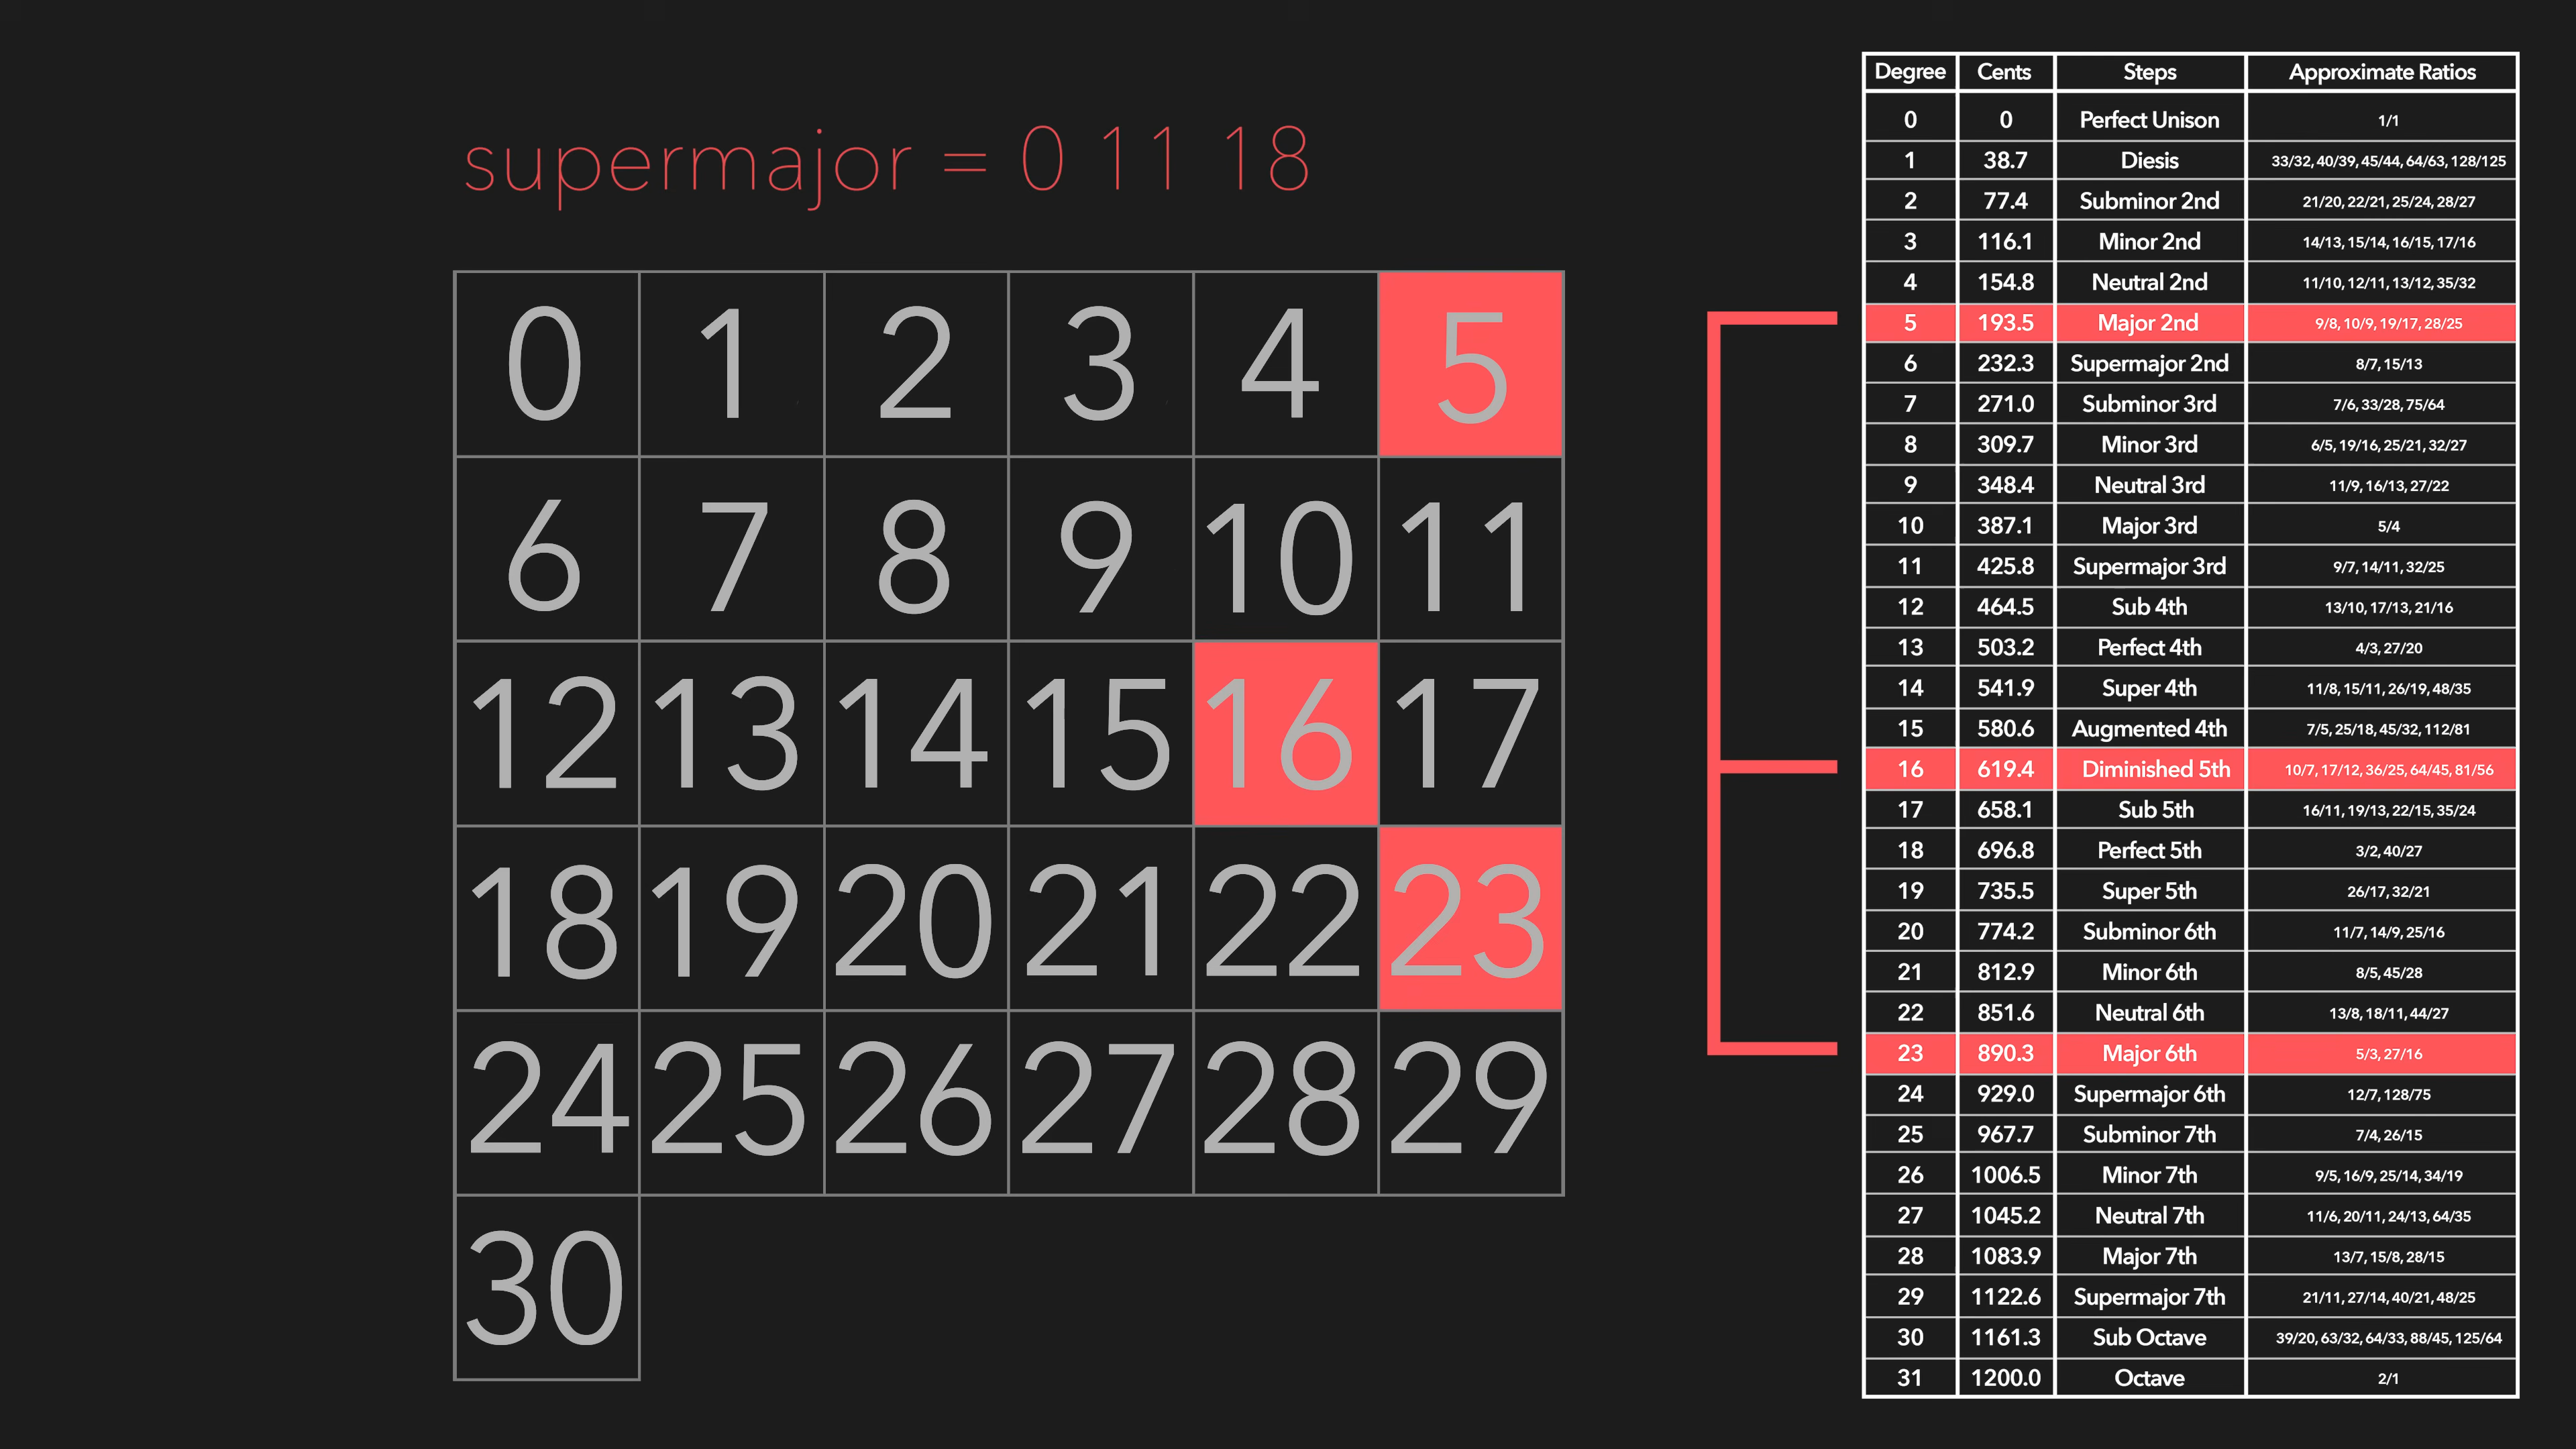 supermajor = 0 11 18
0 1 2 3 4 5
6 7 8 9 10 11
12 13 14 15 16 17
18 19 20 21 22 23
24 25 26 27 28 29
30
Degree Cents Steps Approximate Ratios
0 0 Perfect Unison 1/1
1 38.7 Diesis 33/32, 40/39, 45/44, 64/63, 128/125
2 77.4 Subminor 2nd 21/20, 22/21, 25/24, 28/27
3 116.1 Minor 2nd 14/13, 15/14, 16/15, 17/16
4 154.8 Neutral 2nd 11/10, 12/11, 13/12, 35/32
5 193.5 Major 2nd 9/8, 10/9, 19/17, 28/25
6 232.3 Supermajor 2nd 8/7, 15/13
7 271.0 Subminor 3rd 7/6, 33/28, 75/64
8 309.7 Minor 3rd 6/5, 19/16, 25/21, 32/27
9 348.4 Neutral 3rd 11/9, 16/13, 27/22
10 387.1 Major 3rd 5/4
11 425.8 Supermajor 3rd 9/7, 14/11, 32/25
12 464.5 Sub 4th 13/10, 17/13, 21/16
13 503.2 Perfect 4th 4/3, 27/20
14 541.9 Super 4th 11/8, 15/11, 26/19, 48/35
15 580.6 Augmented 4th 7/5, 25/18, 45/32, 112/81
16 619.4 Diminished 5th 10/7, 17/12, 36/25, 64/45, 81/56
17 658.1 Sub 5th 16/11, 19/13, 22/15, 35/24
18 696.8 Perfect 5th 3/2, 40/27
19 735.5 Super 5th 26/17, 32/21
20 774.2 Subminor 6th 11/7, 14/9, 25/16
21 812.9 Minor 6th 8/5, 45/28
22 851.6 Neutral 6th 13/8, 18/11, 44/27
23 890.3 Major 6th 5/3, 27/16
24 929.0 Supermajor 6th 12/7, 128/75
25 967.7 Subminor 7th 7/4, 26/15
26 1006.5 Minor 7th 9/5, 16/9, 25/14, 34/19
27 1045.2 Neutral 7th 11/6, 20/11, 24/13, 64/35
28 1083.9 Major 7th 13/7, 15/8, 28/15
29 1122.6 Supermajor 7th 21/11, 27/14, 40/21, 48/25
30 1161.3 Sub Octave 39/20, 63/32, 64/33, 88/45, 125/64
31 1200.0 Octave 2/1